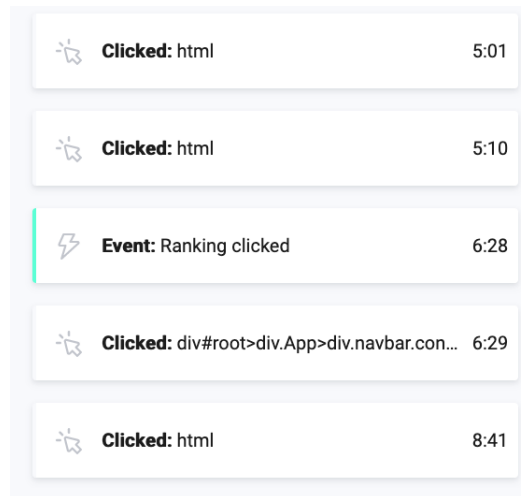 Clicked: html 5:01
Clicked: html 5:10
Event: Ranking clicked 6:28
Clicked: div#root>div.App>div.navbar.con... 6:29
Clicked: html 8:41